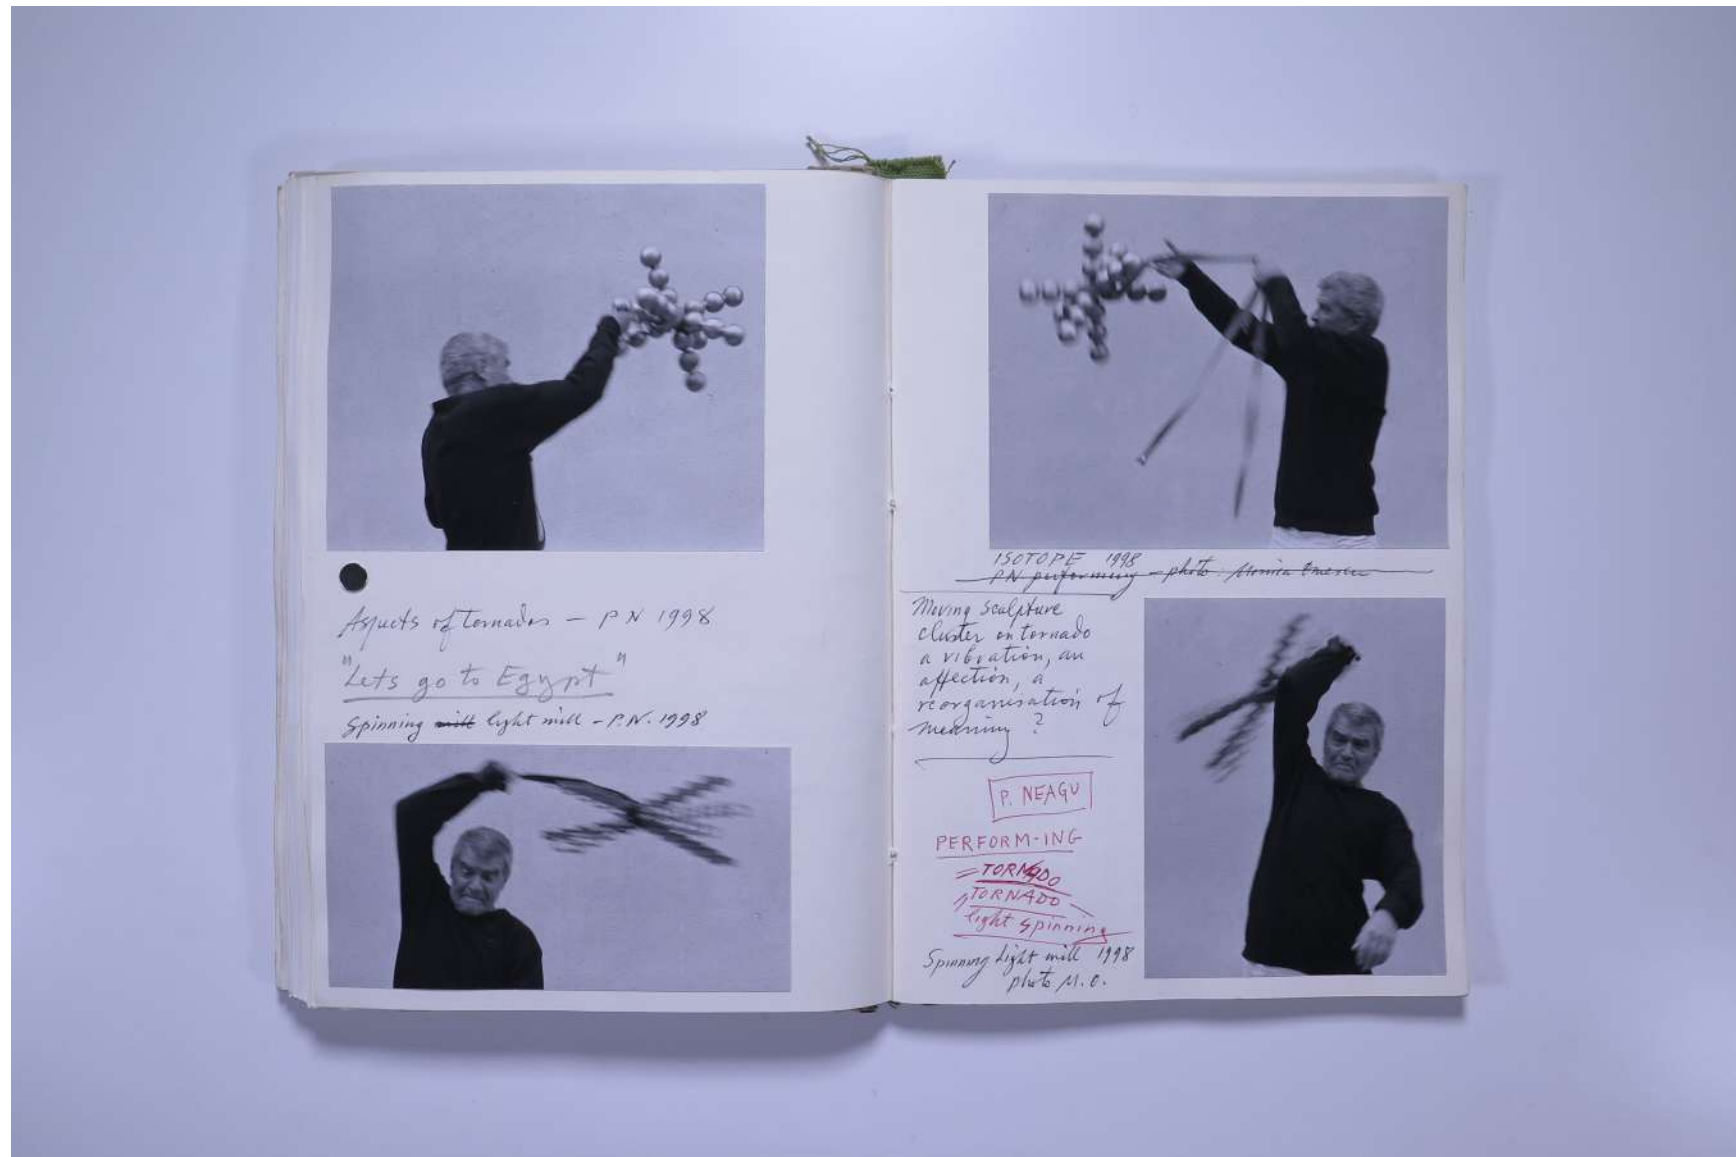 Aspects of tornados – P N 1998
"Lets go to Egypt"
Spinning mill light mill – P.N. 1998
ISOTOPE 1998
P.N. performing – photo: Monica
Moving sculpture
cluster on tornado
a vibration, an
affection, a
reorganisation of
meaning ?
P. NEAGU
PERFORM-ING
= TORNADO
TORNADO –
light spinning
Spinning light mill 1998
photo M.O.